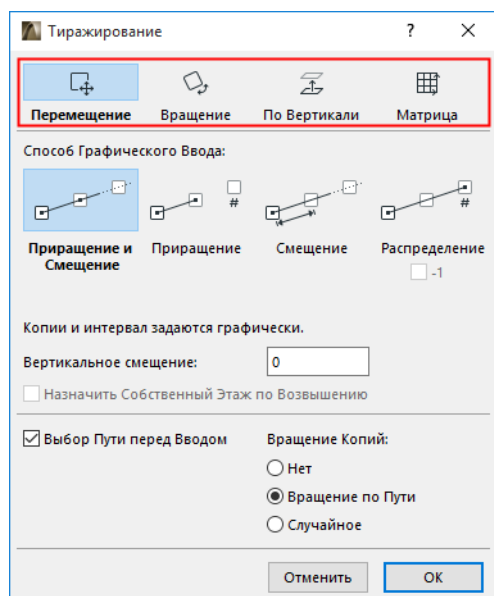 Тиражирование ?
Перемещение Вращение По Вертикали Матрица
Способ Графического Ввода:
# #
Приращение и Смещение Приращение Смещение Распределение
-1
Копии и интервал задаются графически.
Вертикальное смещение: 0
Назначить Собственный Этаж по Возвышению
Выбор Пути перед Вводом Вращение Копий:
Нет
Вращение по Пути
Случайное
Отменить OK